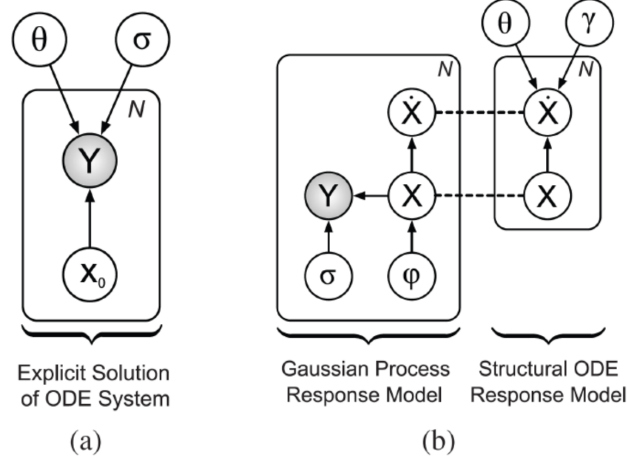 θ σ
N
Y
X₀
Explicit Solution
of ODE System
(a)
θ γ
N N
Ẋ Ẋ
Y X X
σ φ
Gaussian Process
Response Model
Structural ODE
Response Model
(b)